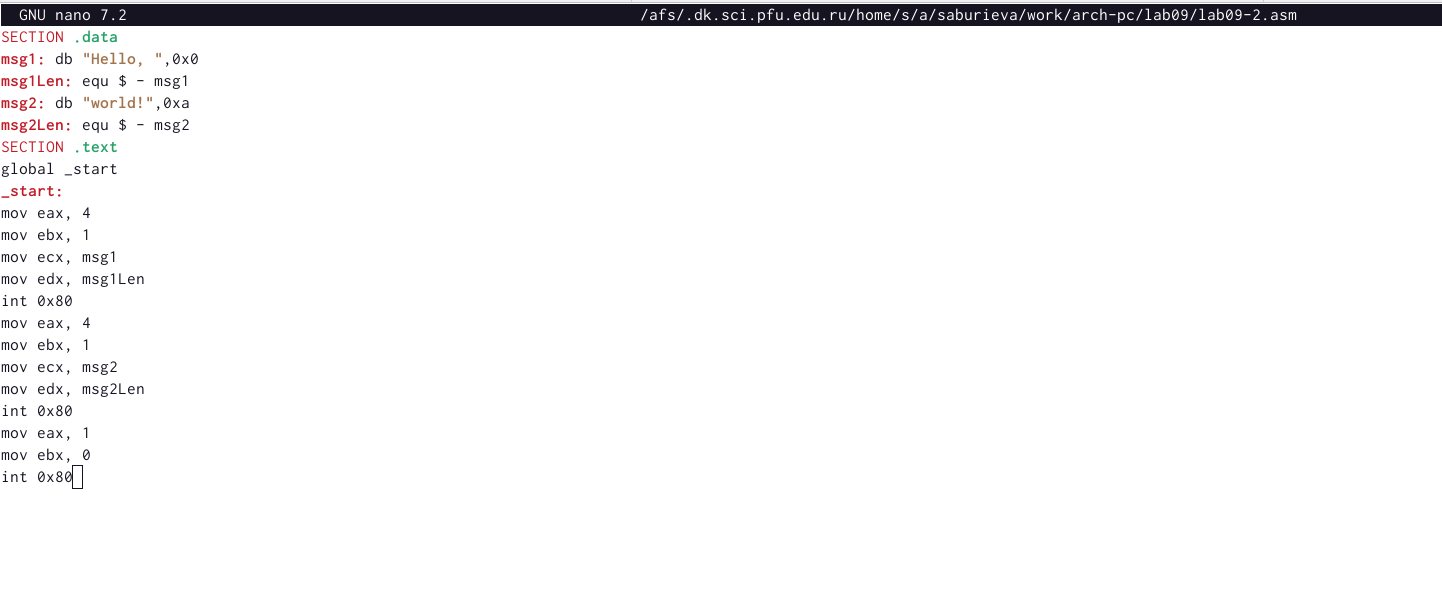 GNU nano 7.2 /afs/.dk.sci.pfu.edu.ru/home/s/a/saburieva/work/arch-pc/lab09/lab09-2.asm
SECTION .data
msg1: db "Hello, ",0x0
msg1Len: equ $ - msg1
msg2: db "world!",0xa
msg2Len: equ $ - msg2
SECTION .text
global _start
_start:
mov eax, 4
mov ebx, 1
mov ecx, msg1
mov edx, msg1Len
int 0x80
mov eax, 4
mov ebx, 1
mov ecx, msg2
mov edx, msg2Len
int 0x80
mov eax, 1
mov ebx, 0
int 0x80